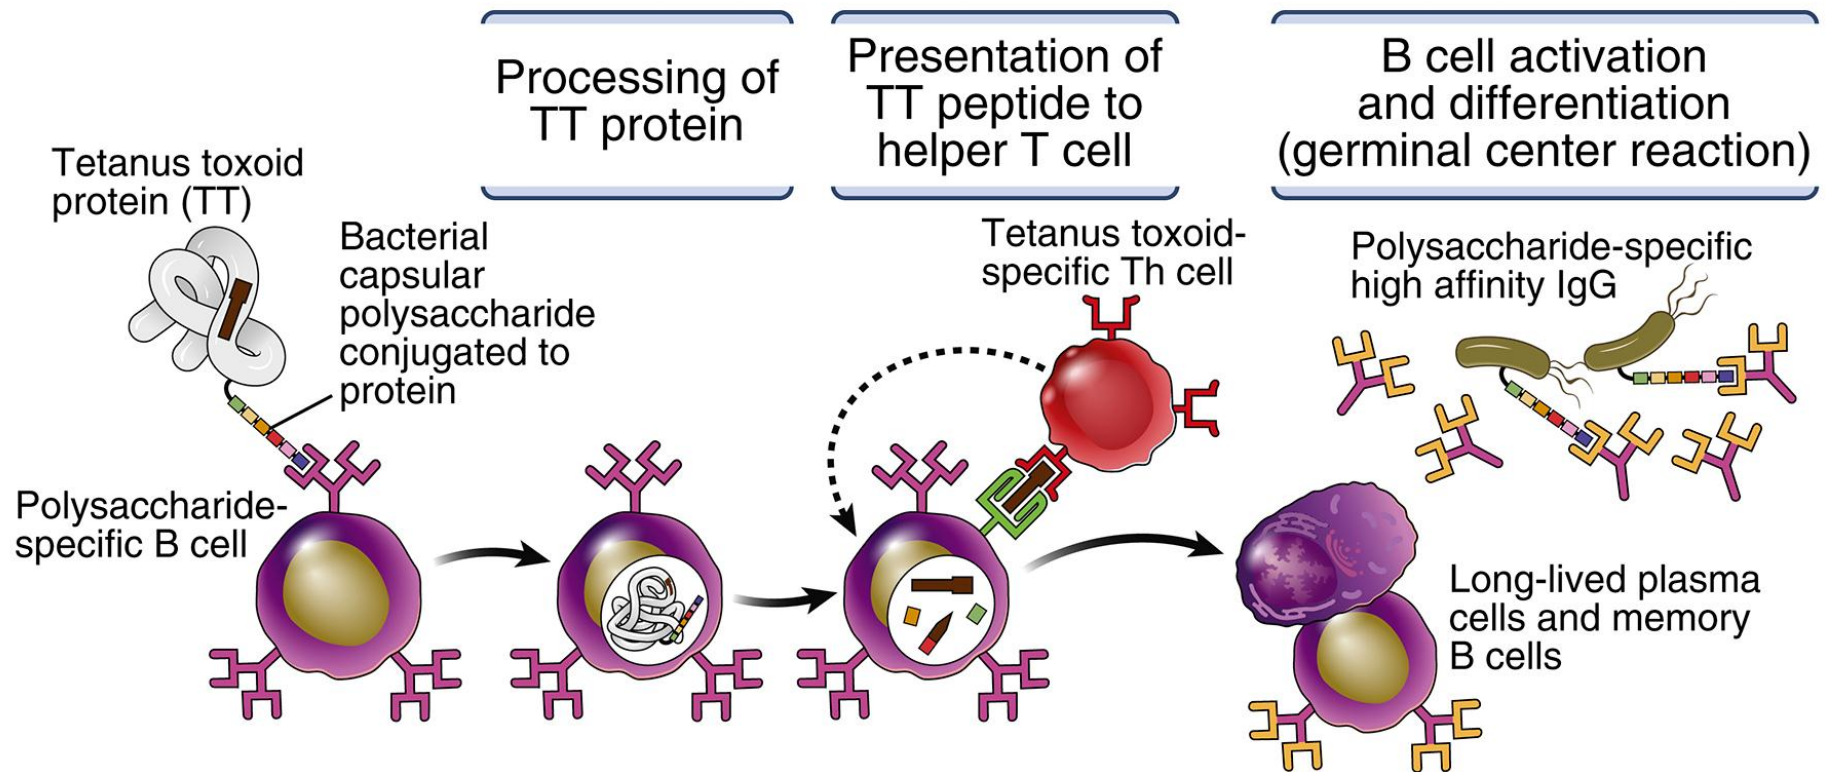 Processing of
TT protein
Presentation of
TT peptide to
helper T cell
B cell activation
and differentiation
(germinal center reaction)
Tetanus toxoid
protein (TT)
Bacterial
capsular
polysaccharide
conjugated to
protein
Tetanus toxoid-
specific Th cell
Polysaccharide-specific
high affinity IgG
Polysaccharide-
specific B cell
Long-lived plasma
cells and memory
B cells